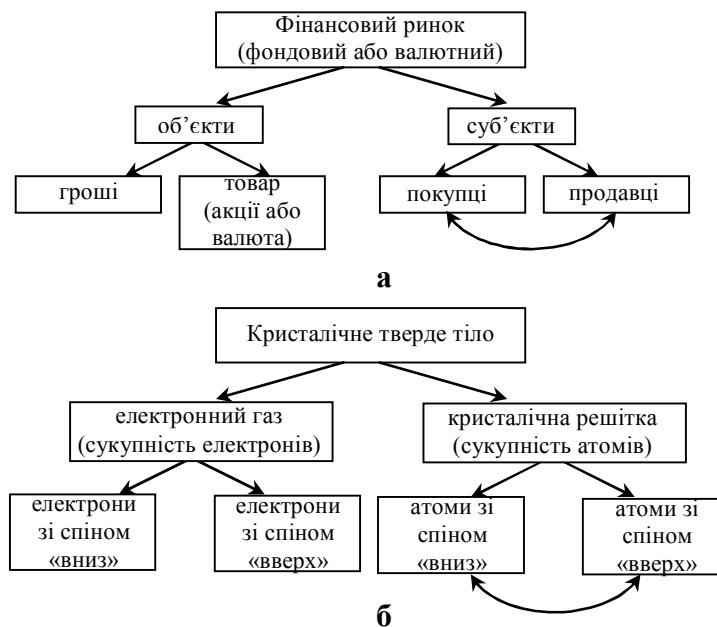 Фінансовий ринок
(фондовий або валютний)
об’єкти
суб’єкти
гроші
товар
(акції або
валюта)
покупці
продавці
а
Кристалічне тверде тіло
електронний газ
(сукупність електронів)
кристалічна решітка
(сукупність атомів)
електрони
зі спіном
«вниз»
електрони
зі спіном
«вверх»
атоми зі
спіном
«вниз»
атоми зі
спіном
«вверх»
б